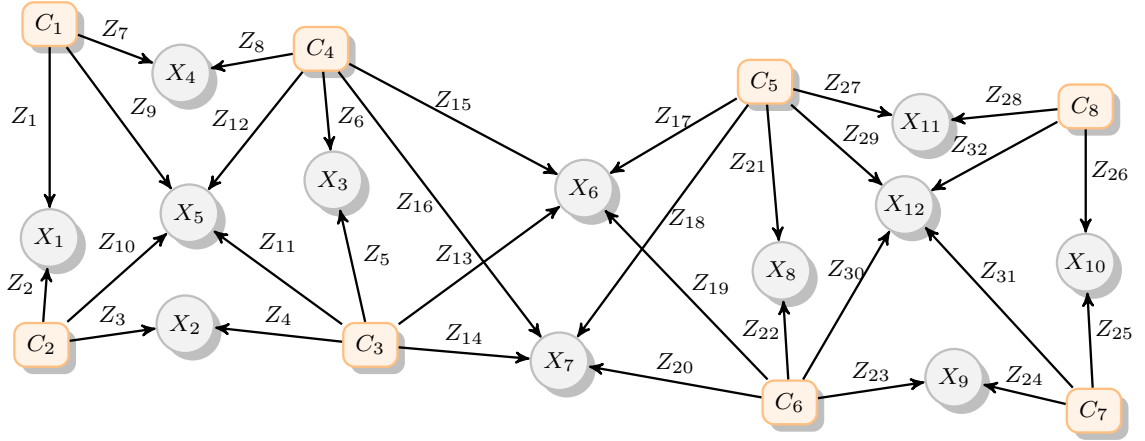 C₁ Z₇ X₄ Z₈ C₄
Z₁ Z₉ Z₁₂ Z₆ Z₁₅
C₅ Z₂₇ X₁₁ Z₂₈ C₈
Z₁₇ Z₂₁ Z₂₉ Z₃₂ Z₂₆
X₁ X₅ X₃ Z₁₆ X₆ Z₁₈ X₁₂
Z₂ Z₁₀ Z₁₁ Z₅ Z₁₃ Z₁₉ X₈ Z₃₀ Z₃₁ X₁₀
C₂ Z₃ X₂ Z₄ C₃ Z₁₄ X₇ Z₂₀ Z₂₂ Z₂₅
C₆ Z₂₃ X₉ Z₂₄ C₇